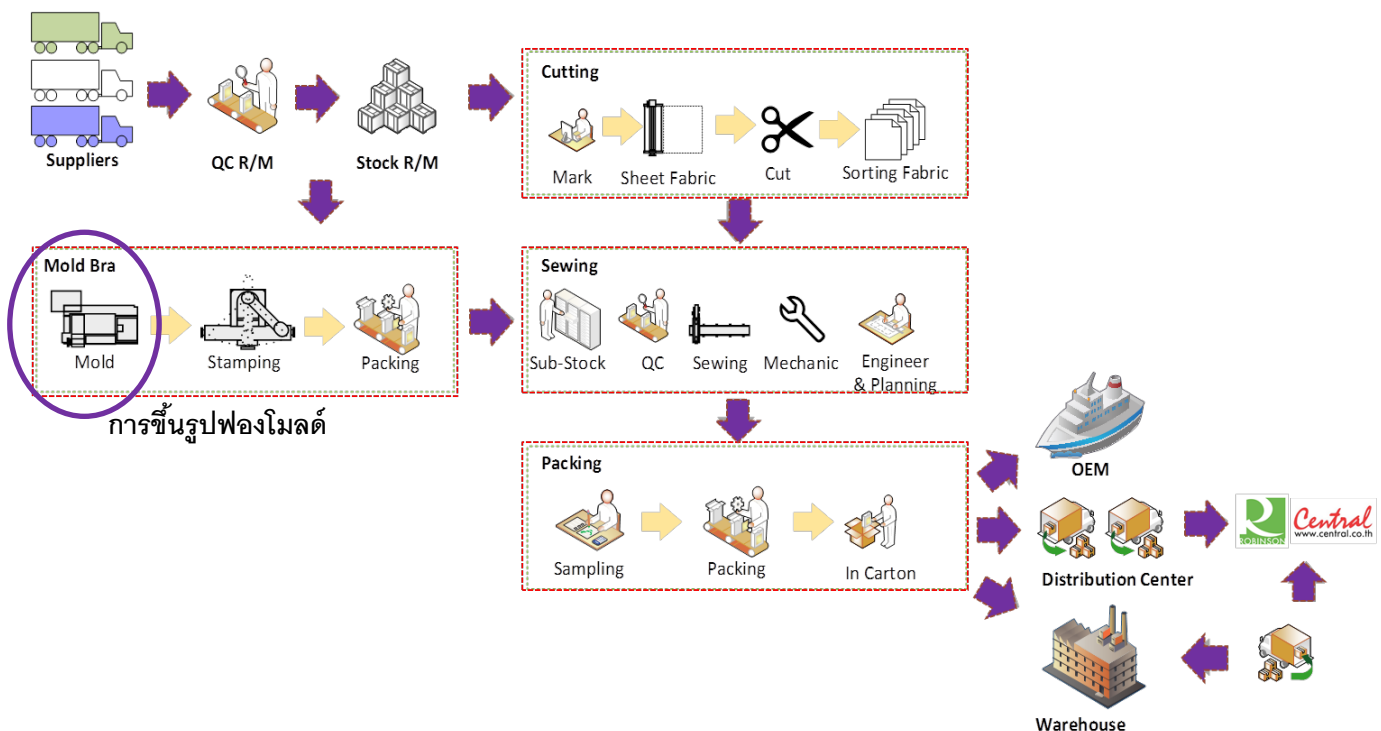 Suppliers
QC R/M
Stock R/M
Cutting
Mark
Sheet Fabric
Cut
Sorting Fabric
Mold Bra
Mold
Stamping
Packing
การขึ้นรูปฟองโมลด์
Sewing
Sub-Stock
QC
Sewing
Mechanic
Engineer
& Planning
Packing
Sampling
Packing
In Carton
OEM
Distribution Center
ROBINSON
Central
www.central.co.th
Warehouse